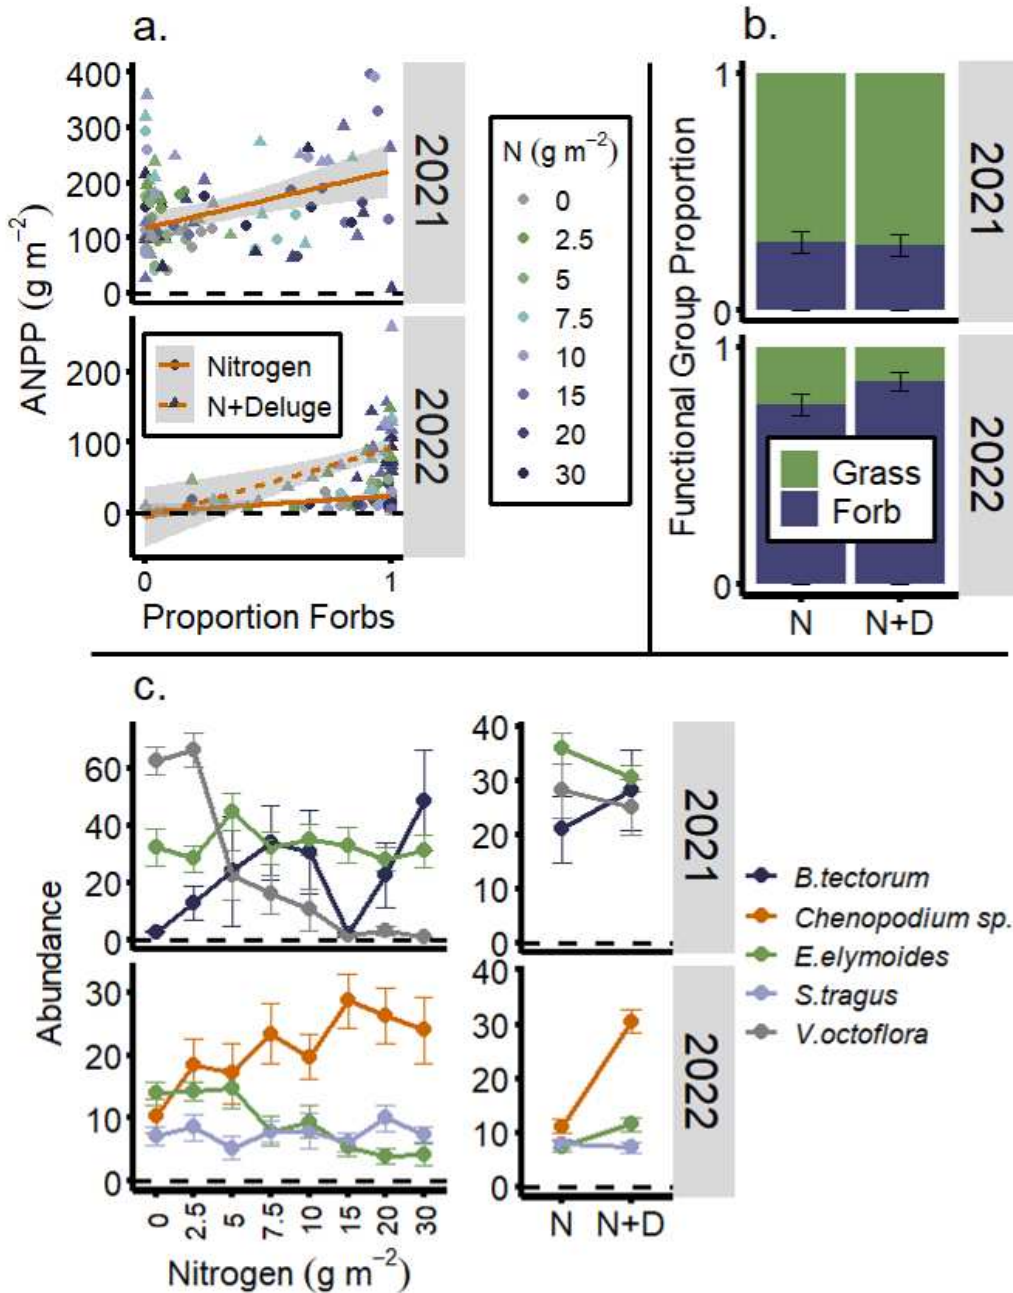 a.
400
300
200
100
0
2021
200
100
0
2022
Nitrogen
N+Deluge
ANPP (g m⁻²)
0 1
Proportion Forbs
N (g m⁻²)
0
2.5
5
7.5
10
15
20
30
b.
1
0
2021
1
0
2022
Grass
Forb
Functional Group Proportion
N N+D
c.
60
40
20
0
40
30
20
10
0
2021
30
20
10
0
40
30
20
10
0
2022
Abundance
0 2.5 5 7.5 10 15 20 30
Nitrogen (g m⁻²)
N N+D
B.tectorum
Chenopodium sp.
E.elymoides
S.tragus
V.octoflora